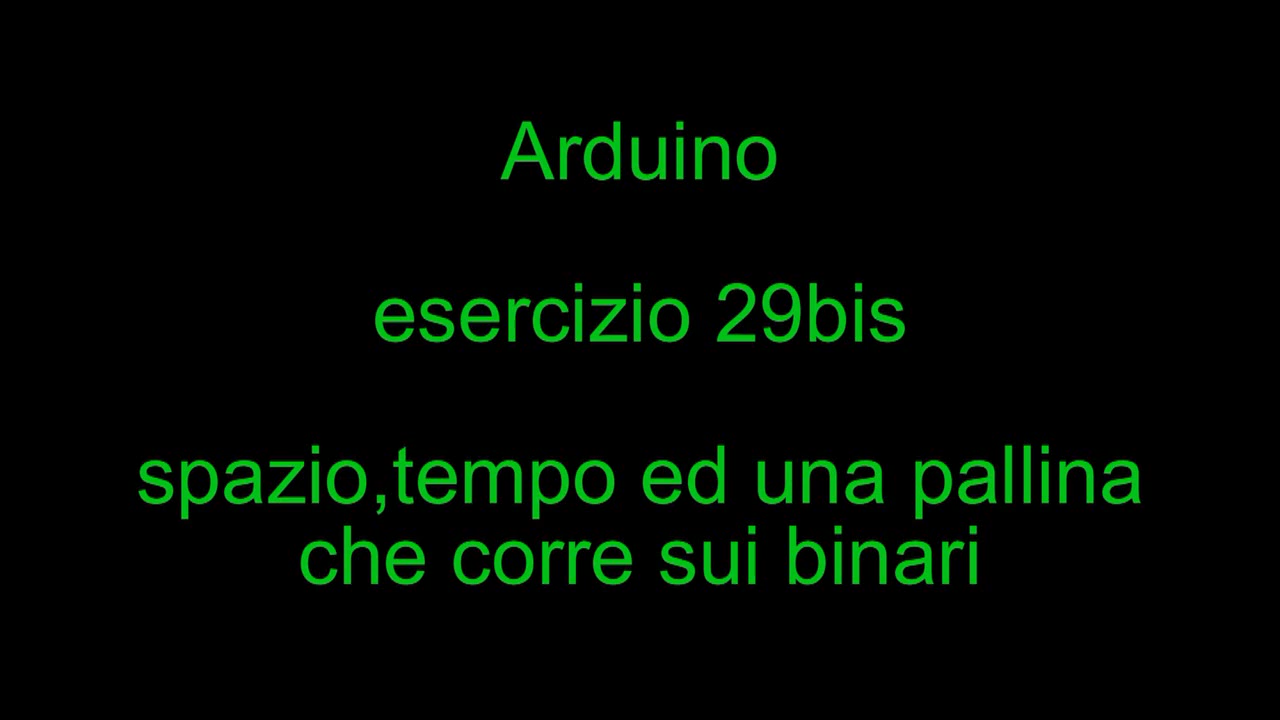 Arduino
esercizio 29bis
spazio,tempo ed una pallina
che corre sui binari